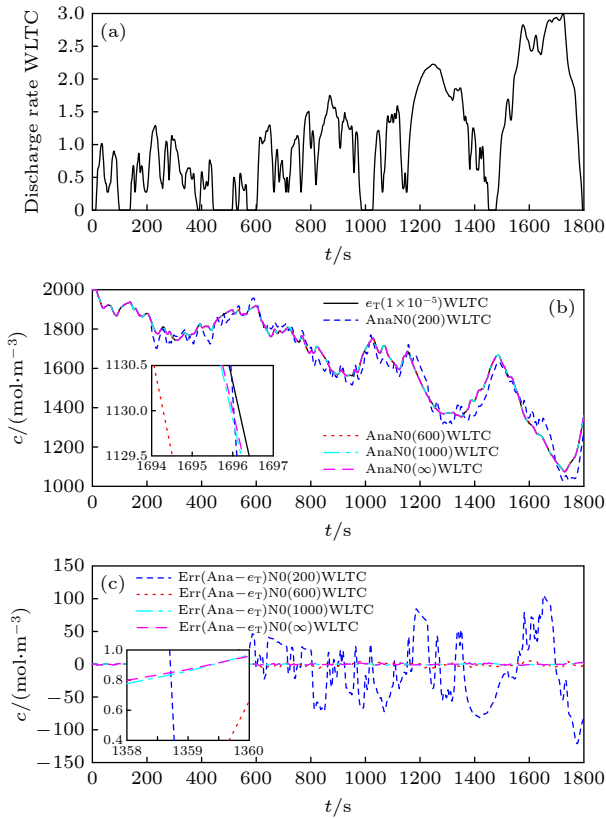 (a)
Discharge rate WLTC
3.0
2.5
2.0
1.5
1.0
0.5
0
0 200 400 600 800 1000 1200 1400 1600 1800
t/s
(b)
c/(mol·m−3)
2000
1800
1600
1400
1200
1000
eT(1×10−5)WLTC
AnaN0(200)WLTC
AnaN0(600)WLTC
AnaN0(1000)WLTC
AnaN0(∞)WLTC
1130.5
1130.0
1129.5
1694 1695 1696 1697
0 200 400 600 800 1000 1200 1400 1600 1800
t/s
(c)
c/(mol·m−3)
150
100
50
0
−50
−100
−150
Err(Ana−eT)N0(200)WLTC
Err(Ana−eT)N0(600)WLTC
Err(Ana−eT)N0(1000)WLTC
Err(Ana−eT)N0(∞)WLTC
1.0
0.8
0.6
0.4
1358 1359 1360
0 200 400 600 800 1000 1200 1400 1600 1800
t/s